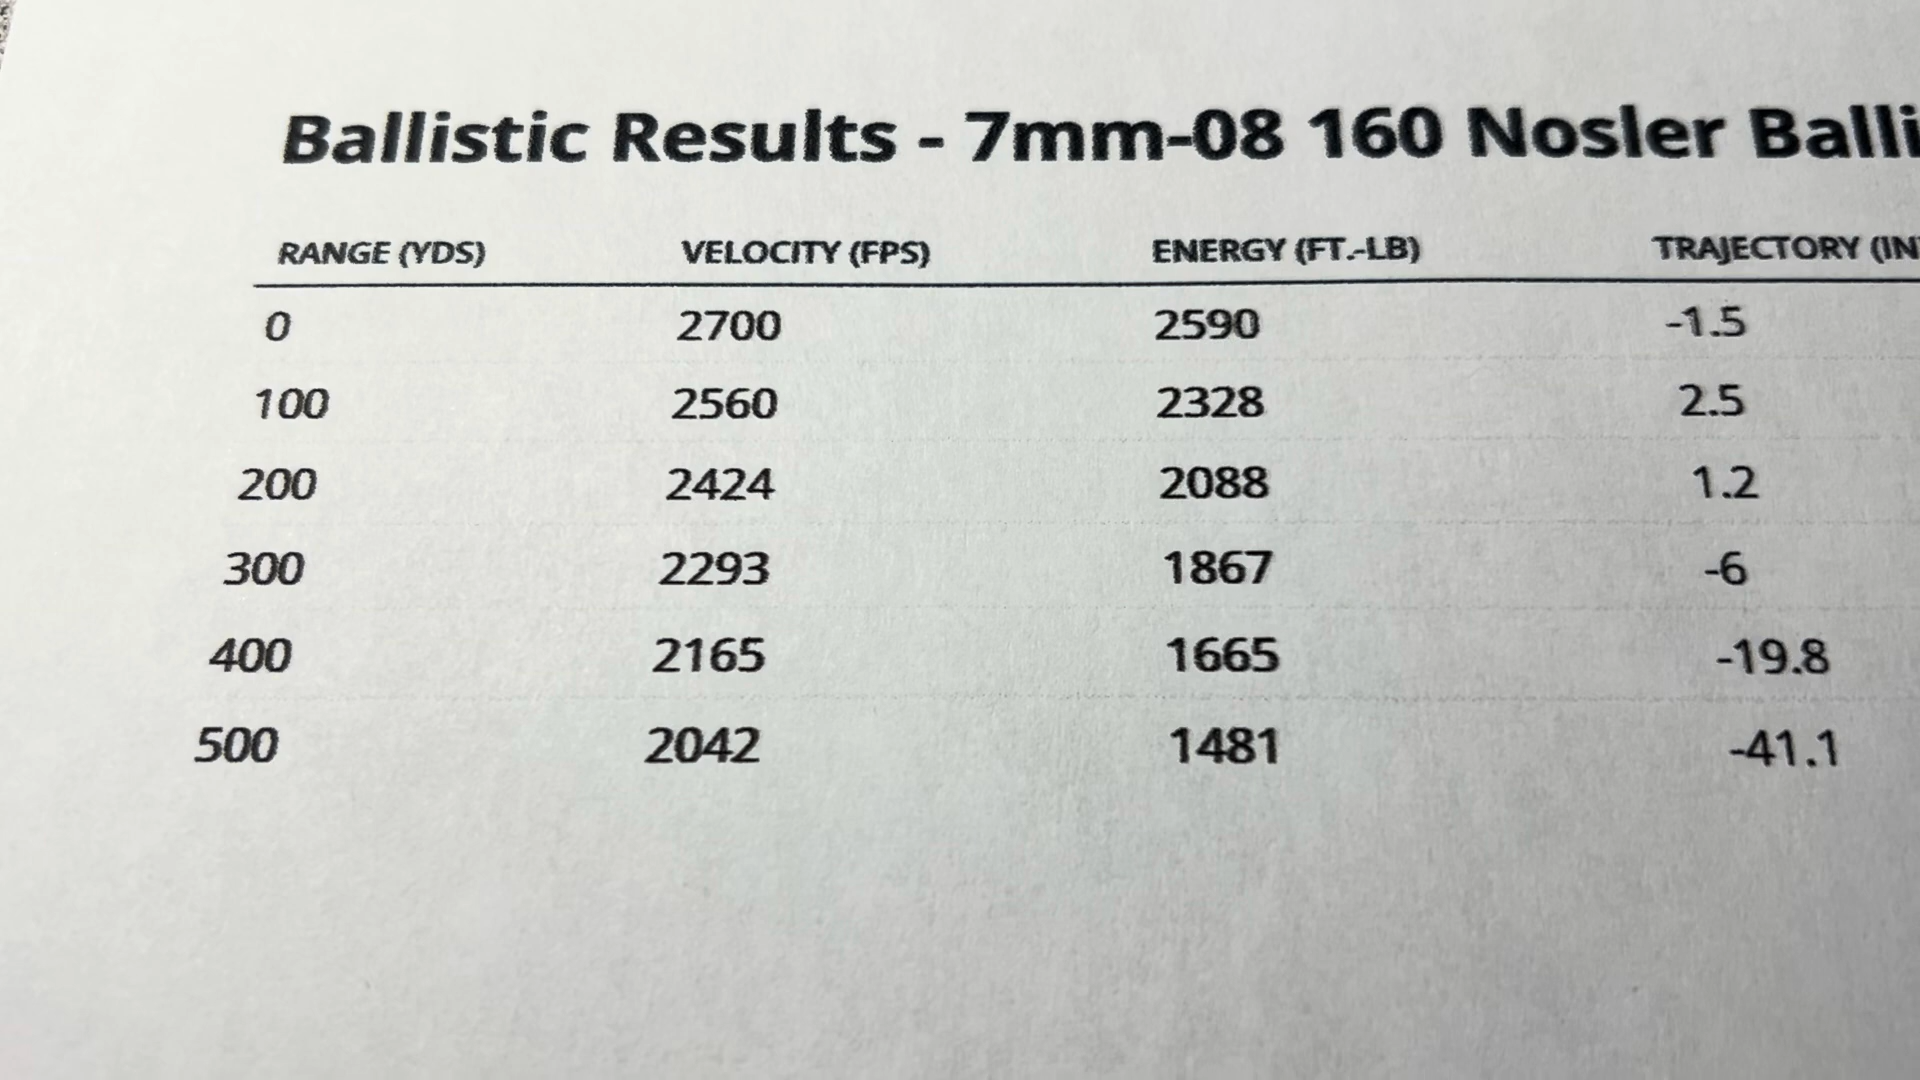 Ballistic Results - 7mm-08 160 Nosler Balli
RANGE (YDS) VELOCITY (FPS) ENERGY (FT.-LB) TRAJECTORY (IN
0 2700 2590 -1.5
100 2560 2328 2.5
200 2424 2088 1.2
300 2293 1867 -6
400 2165 1665 -19.8
500 2042 1481 -41.1